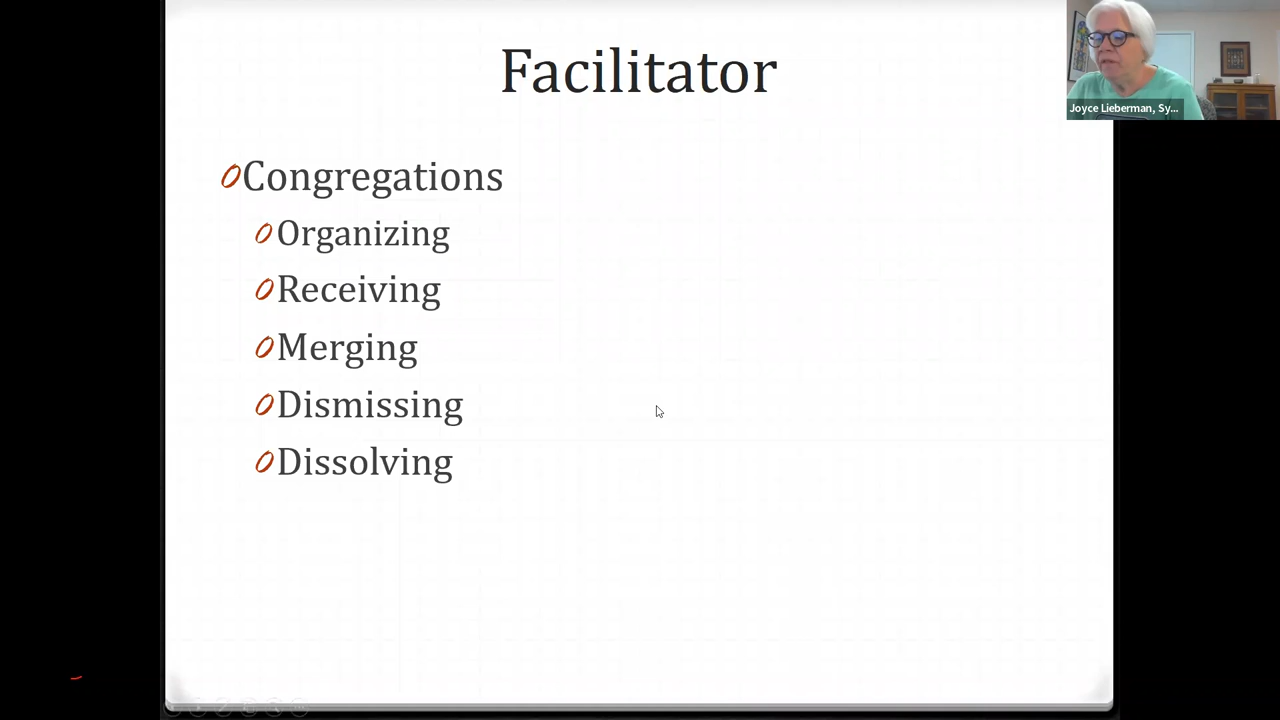 Facilitator
Joyce Lieberman, Sy...
Congregations
Organizing
Receiving
Merging
Dismissing
Dissolving